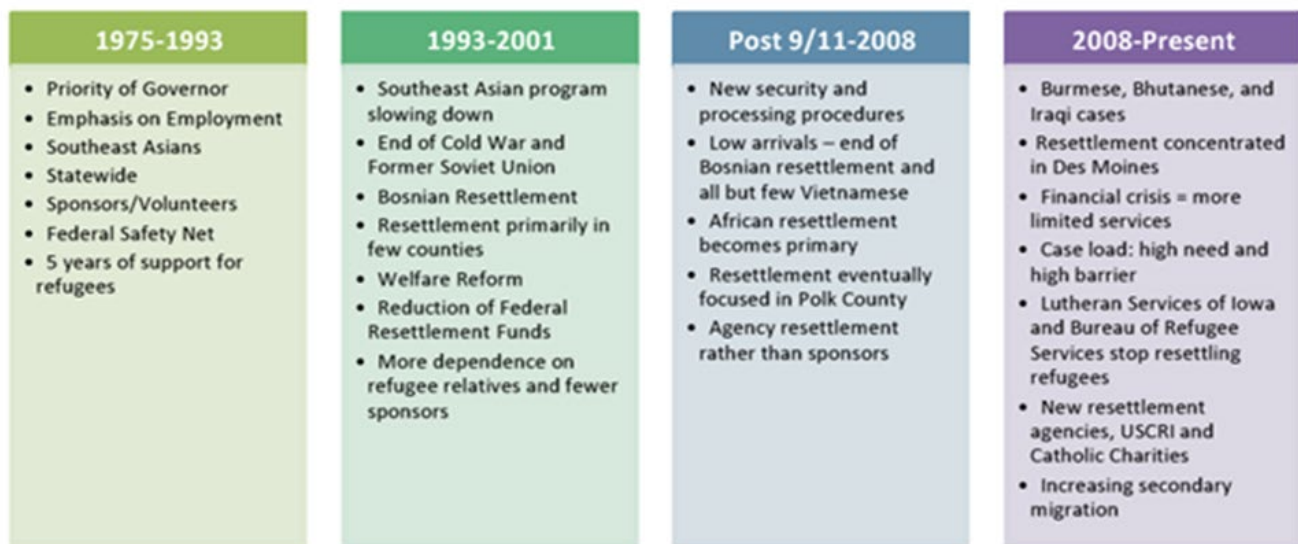 1975-1993
• Priority of Governor
• Emphasis on Employment
• Southeast Asians
• Statewide
• Sponsors/Volunteers
• Federal Safety Net
• 5 years of support for
refugees
1993-2001
• Southeast Asian program
slowing down
• End of Cold War and
Former Soviet Union
• Bosnian Resettlement
• Resettlement primarily in
few counties
• Welfare Reform
• Reduction of Federal
Resettlement Funds
• More dependence on
refugee relatives and fewer
sponsors
Post 9/11-2008
• New security and
processing procedures
• Low arrivals – end of
Bosnian resettlement and
all but few Vietnamese
• African resettlement
becomes primary
• Resettlement eventually
focused in Polk County
• Agency resettlement
rather than sponsors
2008-Present
• Burmese, Bhutanese, and
Iraqi cases
• Resettlement concentrated
in Des Moines
• Financial crisis = more
limited services
• Case load: high need and
high barrier
• Lutheran Services of Iowa
and Bureau of Refugee
Services stop resettling
refugees
• New resettlement
agencies, USCRI and
Catholic Charities
• Increasing secondary
migration